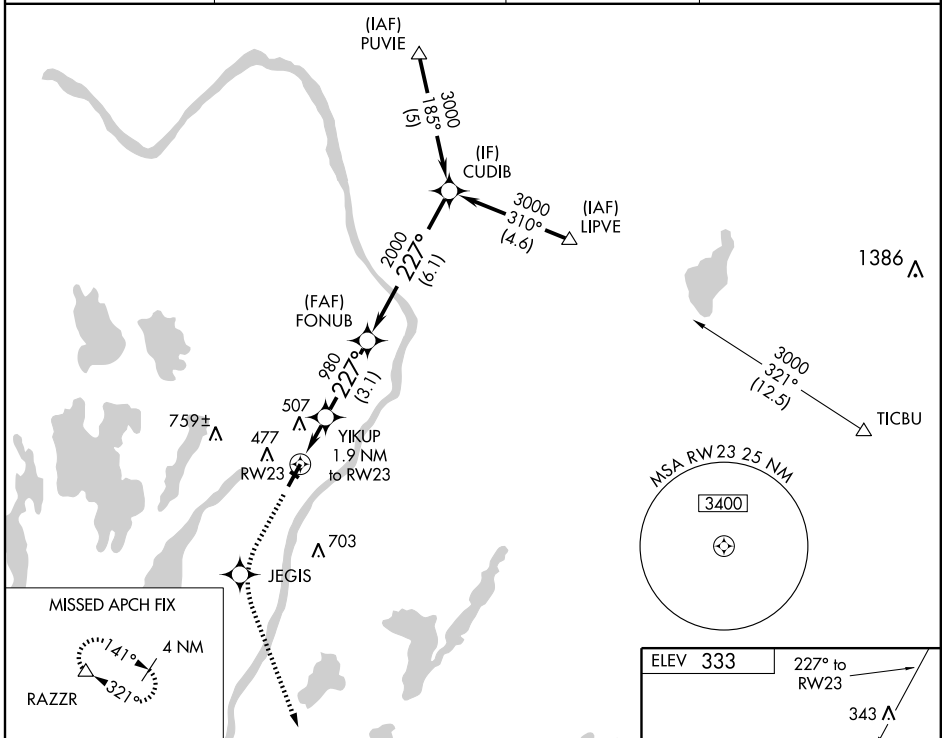 (IAF)
PUVIE
3000
185°
(5)
(IF)
CUDIB
3000
310°
(4.6)
(IAF)
LIPVE
1386
2000
227°
(6.1)
(FAF)
FONUB
980
227°
(3.1)
3000
321°
(12.5)
TICBU
507
759±
477
RW23
YIKUP
1.9 NM
to RW23
MSA RW 23 25 NM
3400
703
JEGIS
MISSED APCH FIX
4 NM
141°
321°
RAZZR
ELEV 333
227° to
RW23
343